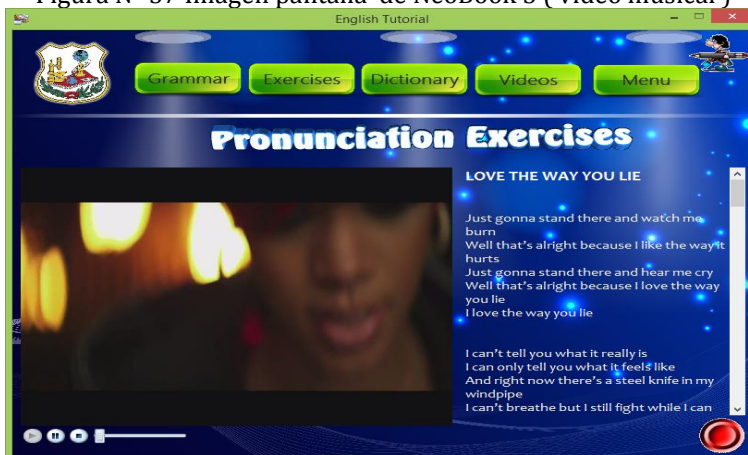 Figura N° 37 Imagen pantalla de NeoBook 5 ( video musical )
English Tutorial
Grammar
Exercises
Dictionary
Videos
Menu
Pronunciation Exercises
LOVE THE WAY YOU LIE
Just gonna stand there and watch me
burn
Well that's alright because I like the way it
hurts
Just gonna stand there and hear me cry
Well that's alright because I love the way
you lie
I love the way you lie
I can't tell you what it really is
I can only tell you what it feels like
And right now there's a steel knife in my
windpipe
I can't breathe but I still fight while I can